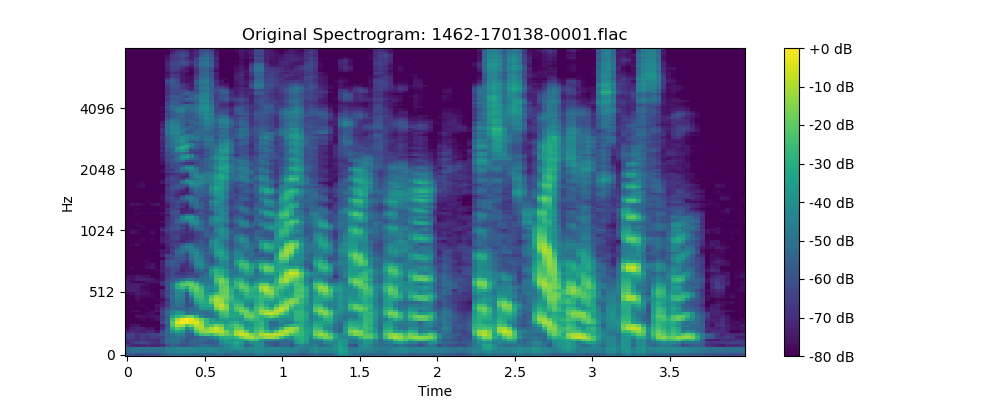 Original Spectrogram: 1462-170138-0001.flac
Hz
4096
2048
1024
512
0
0 0.5 1 1.5 2 2.5 3 3.5
Time
+0 dB
-10 dB
-20 dB
-30 dB
-40 dB
-50 dB
-60 dB
-70 dB
-80 dB